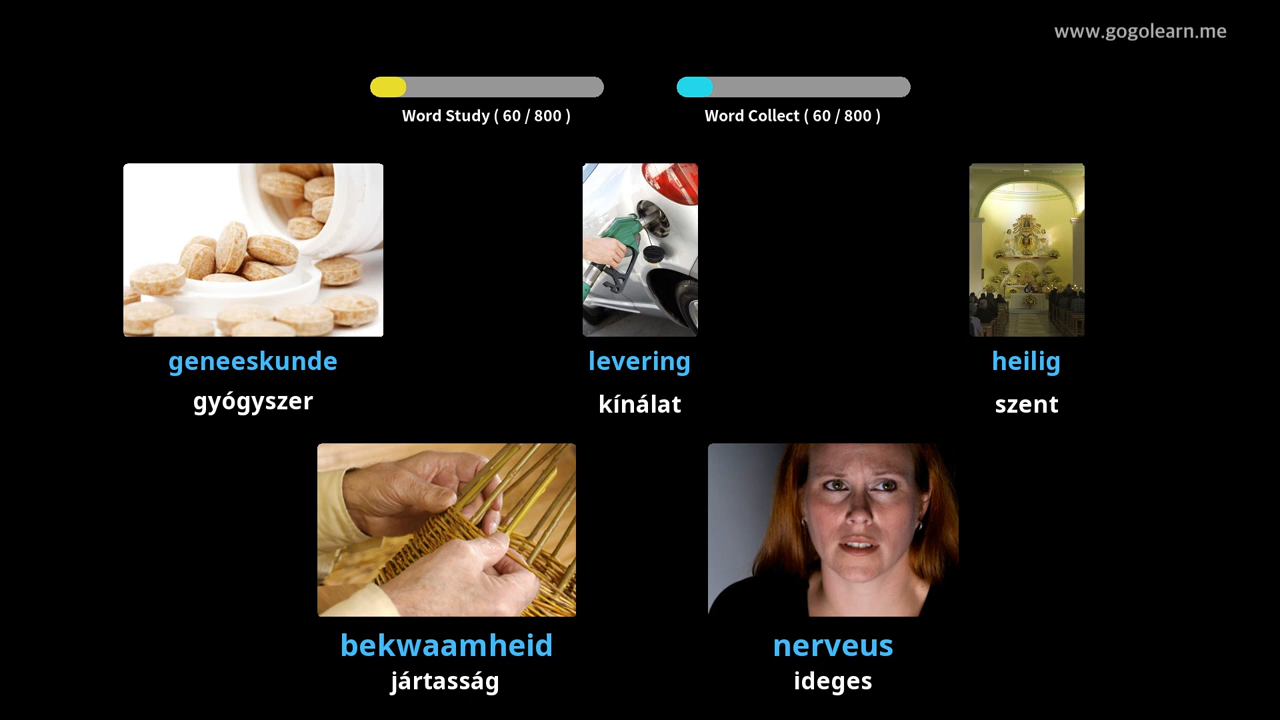 www.gogolearn.me
Word Study ( 60 / 800 )
Word Collect ( 60 / 800 )
geneeskunde
gyógyszer
levering
kínálat
heilig
szent
bekwaamheid
jártasság
nerveus
ideges